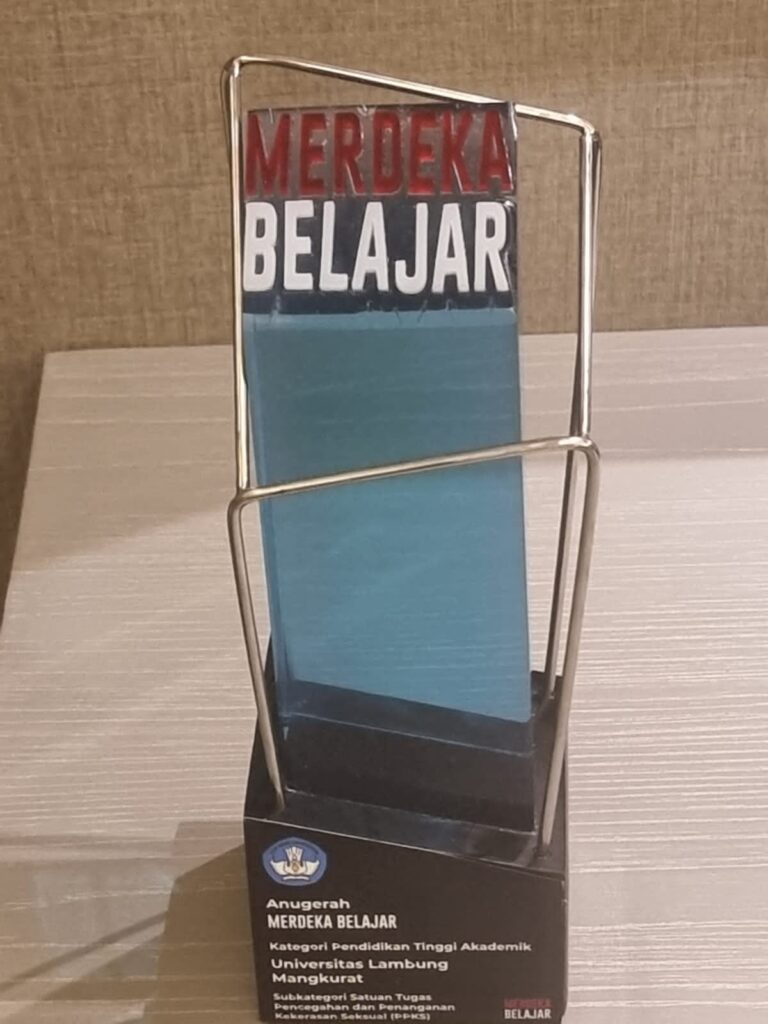 MERDEKA
BELAJAR
Anugerah
MERDEKA BELAJAR
Kategori Pendidikan Tinggi Akademik
Universitas Lambung
Mangkurat
Subkategori Satuan Tugas
Pencegahan dan Penanganan
Kekerasan Seksual (PPKS)
MERDEKA
BELAJAR